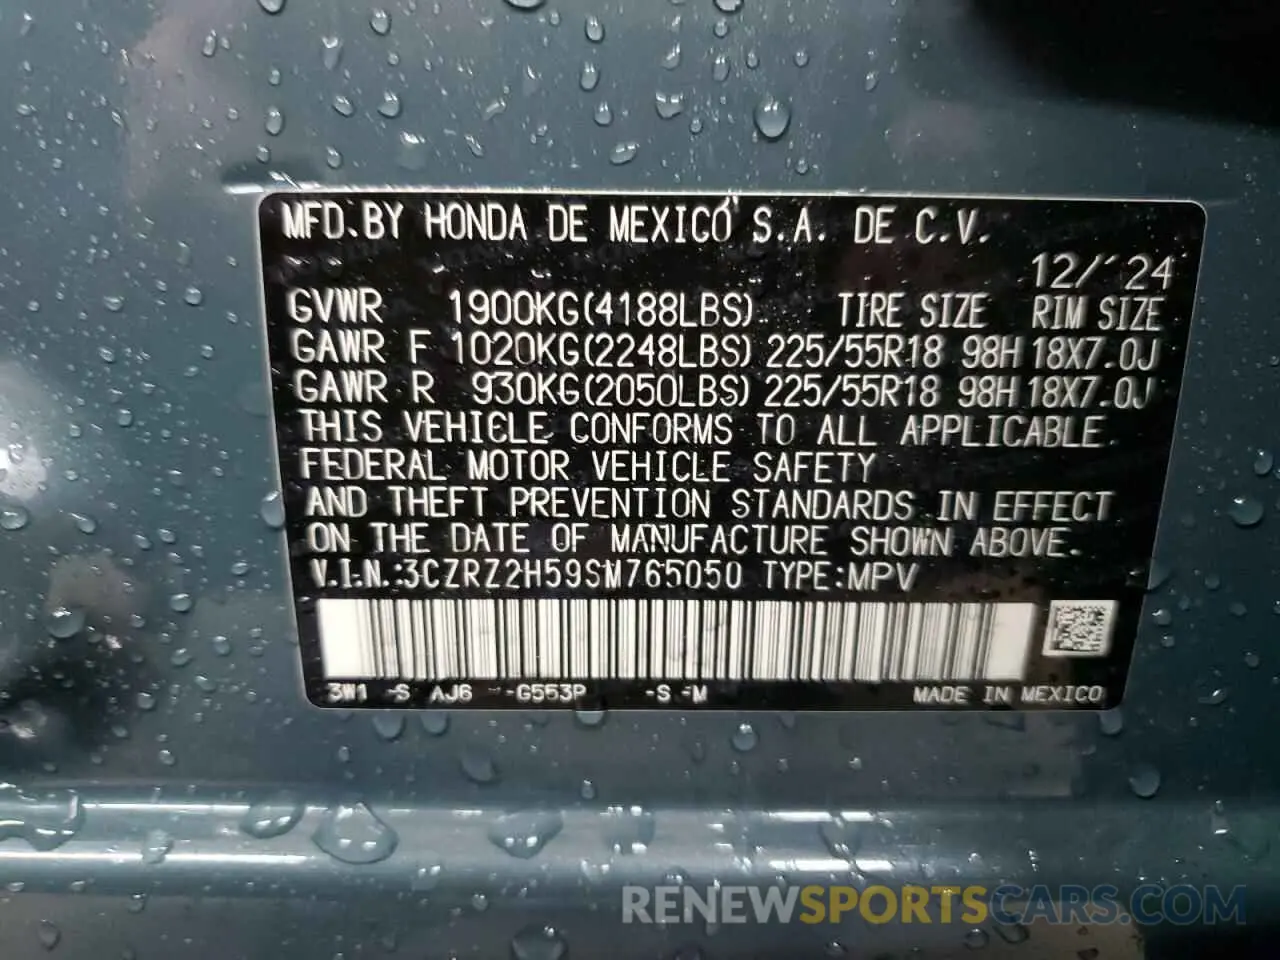 MFD.BY HONDA DE MEXICO S.A. DE C.V.
12/'24
GVWR 1900KG(4188LBS) TIRE SIZE RIM SIZE
GAWR F 1020KG(2248LBS) 225/55R18 98H 18X7.0J
GAWR R 930KG(2050LBS) 225/55R18 98H 18X7.0J
THIS VEHICLE CONFORMS TO ALL APPLICABLE
FEDERAL MOTOR VEHICLE SAFETY
AND THEFT PREVENTION STANDARDS IN EFFECT
ON THE DATE OF MANUFACTURE SHOWN ABOVE.
V.I.N.:3CZRZ2H59SM765050 TYPE:MPV
3W1 -S AJ6 -G553P -S -M MADE IN MEXICO
RENEWSPORTSCARS.COM